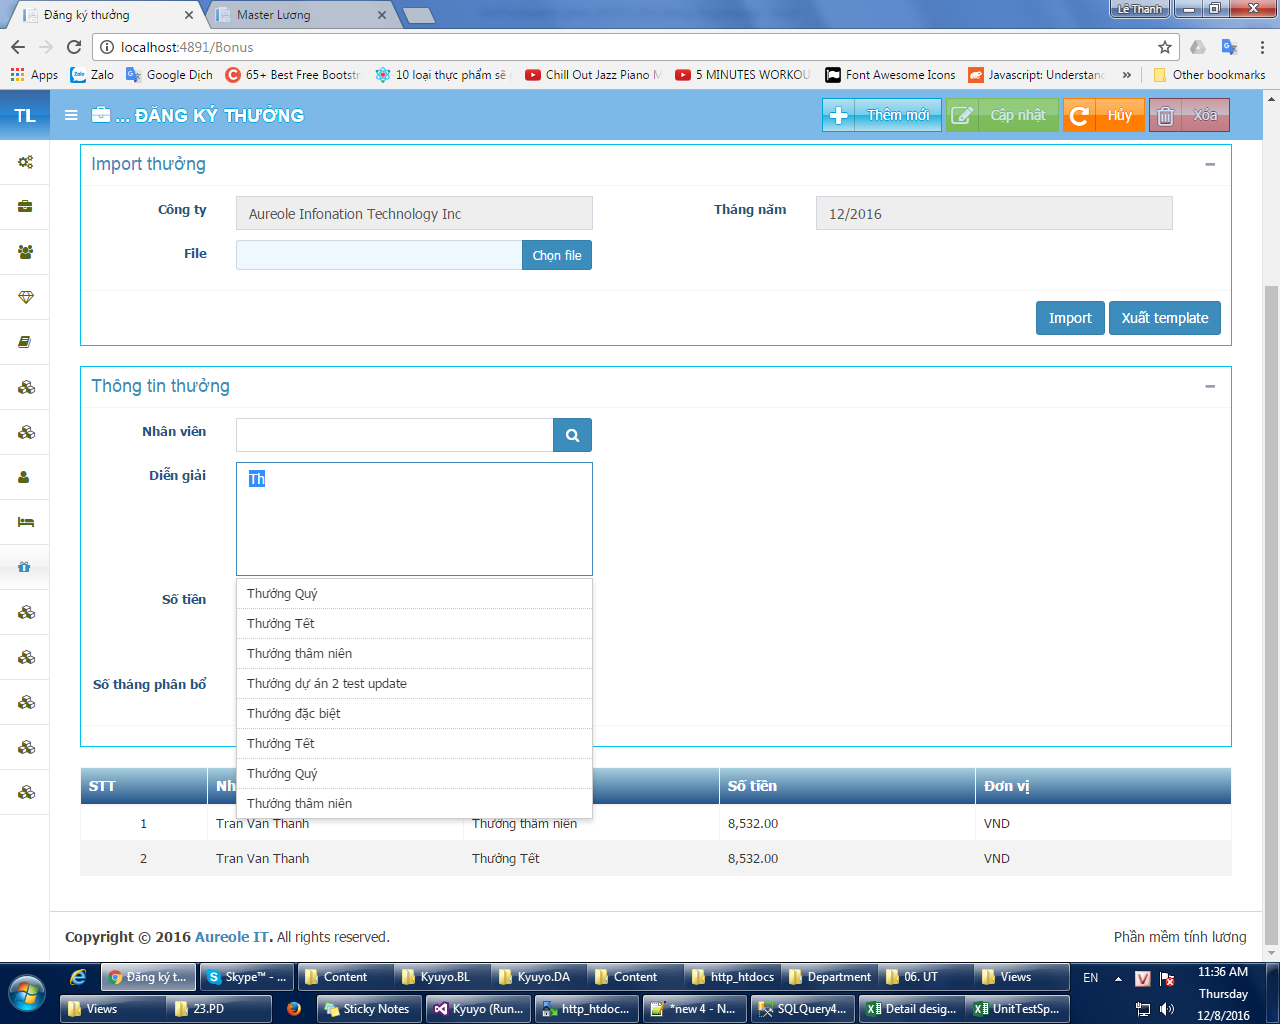 Đăng ký thưởng
Master Lương
Lê Thanh
localhost:4891/Bonus
Apps
Zalo
Google Dịch
65+ Best Free Bootstr
10 loại thực phẩm sẽ
Chill Out Jazz Piano M
5 MINUTES WORKOU
Font Awesome Icons
Javascript: Understanc
»
Other bookmarks
TL
... ĐĂNG KÝ THƯỞNG
Thêm mới
Cập nhật
Hủy
Xóa
Import thưởng
Công ty
Aureole Infonation Technology Inc
Tháng năm
12/2016
File
Chọn file
Import
Xuất template
Thông tin thưởng
Nhân viên
Diễn giải
Th
Số tiền
Số tháng phân bổ
Thưởng Quý
Thưởng Tết
Thưởng thâm niên
Thưởng dự án 2 test update
Thưởng đặc biệt
Thưởng Tết
Thưởng Quý
Thưởng thâm niên
STT
Nh
Số tiền
Đơn vị
1
Tran Van Thanh
Thưởng thâm niên
8,532.00
VND
2
Tran Van Thanh
Thưởng Tết
8,532.00
VND
Copyright © 2016 Aureole IT. All rights reserved.
Phần mềm tính lương
Đăng ký t...
Skype™ - ...
Content
Kyuyo.BL
Kyuyo.DA
Content
http_htdocs
Department
06. UT
Views
EN
11:36 AM
Thursday
12/8/2016
Views
23.PD
Sticky Notes
Kyuyo (Run...
http_htdoc...
*new 4 - N...
SQLQuery4...
Detail desig...
UnitTestSp...